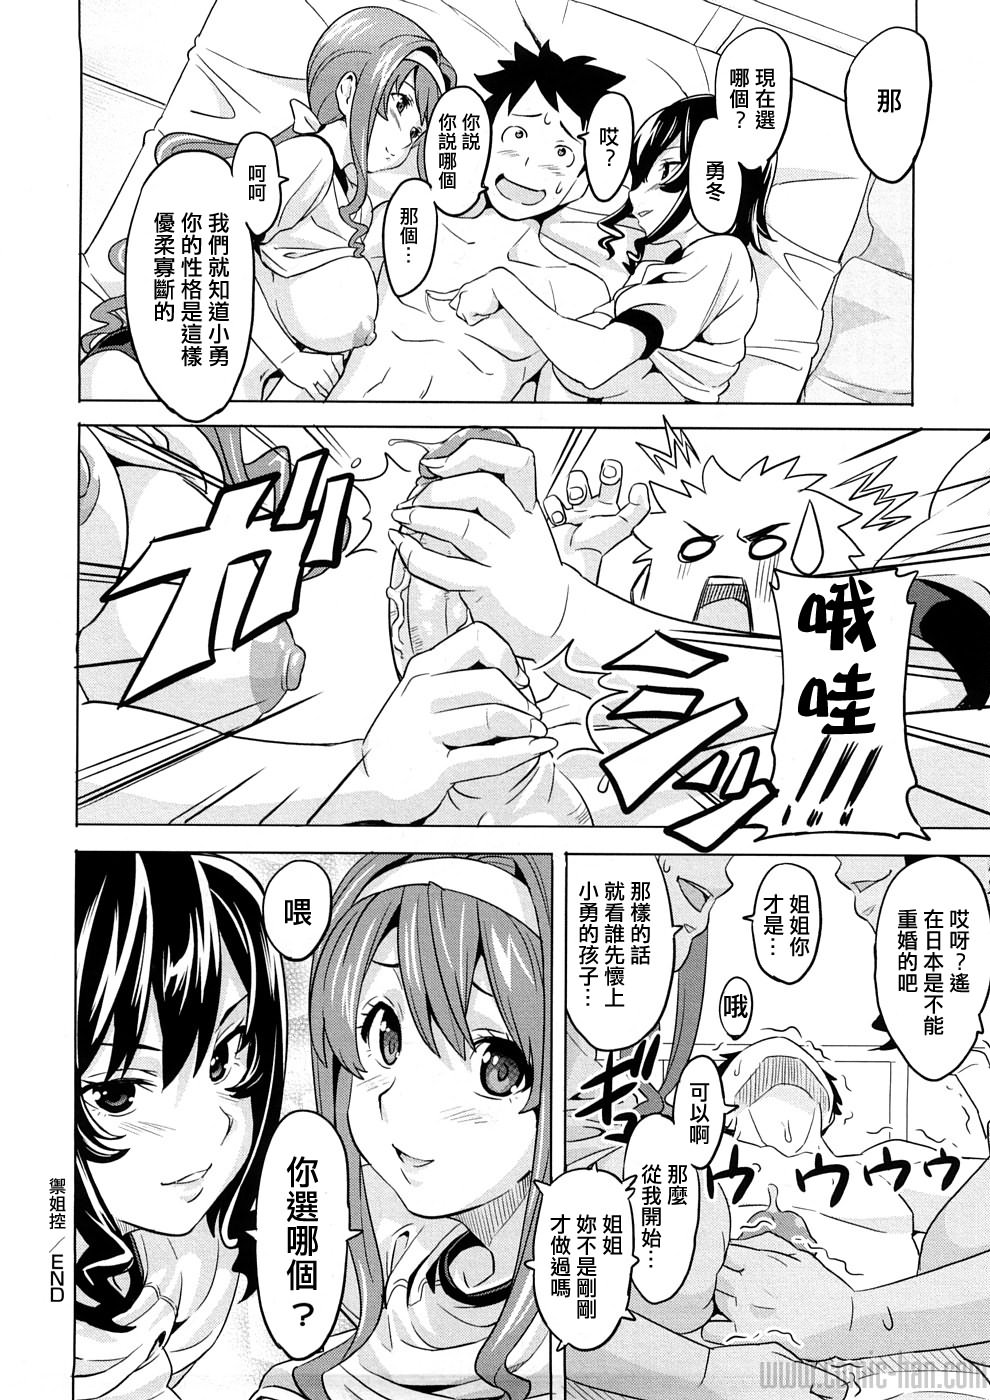 那
現在選
哪個？
勇冬
哎？
你說
你說哪個
那個…
呵呵
我們就知道小勇
你的性格是這樣
優柔寡斷的
ガシッ
哦哇!!!
哎呀？遙
在日本是不能
重婚的吧
姐姐你
才是…
那樣的話
就看誰先懷上
小勇的孩子…
哦
可以啊
那麼
從我開始…
姐姐
妳不是剛剛
才做過嗎
ウウウウ
喂
你選哪個？
禦姐控／END
www.comic-han.com